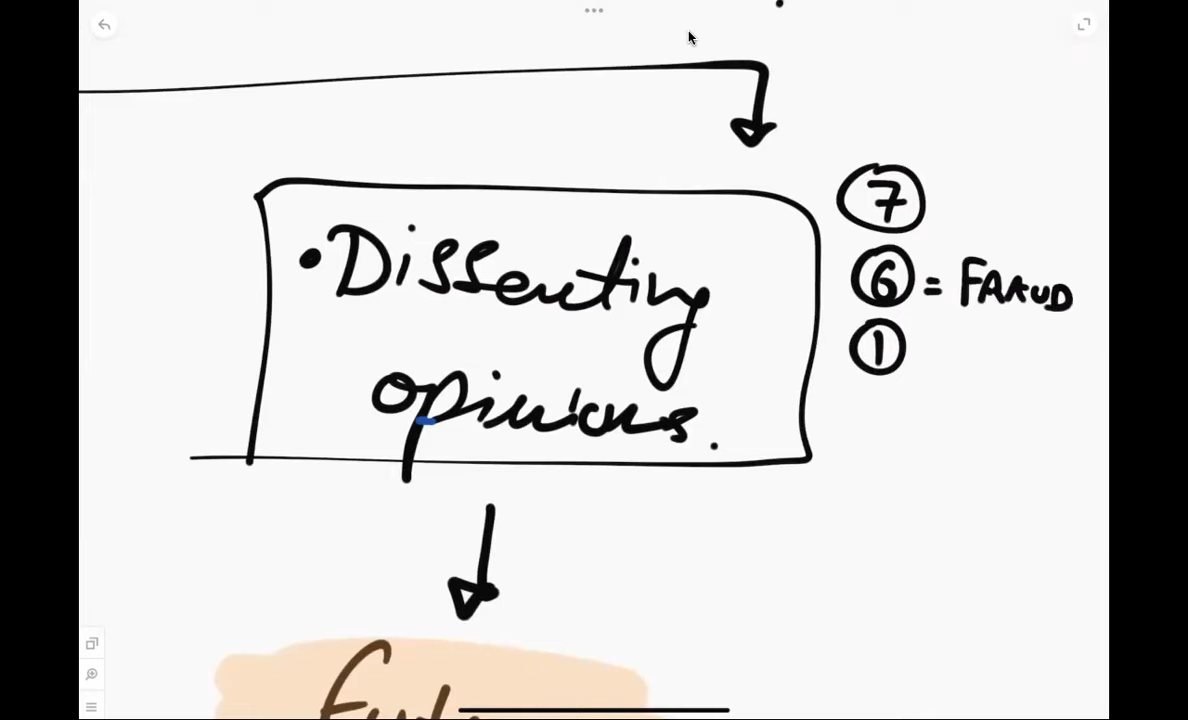 7
• Dissenting
6 = FRAUD
1
opinions.